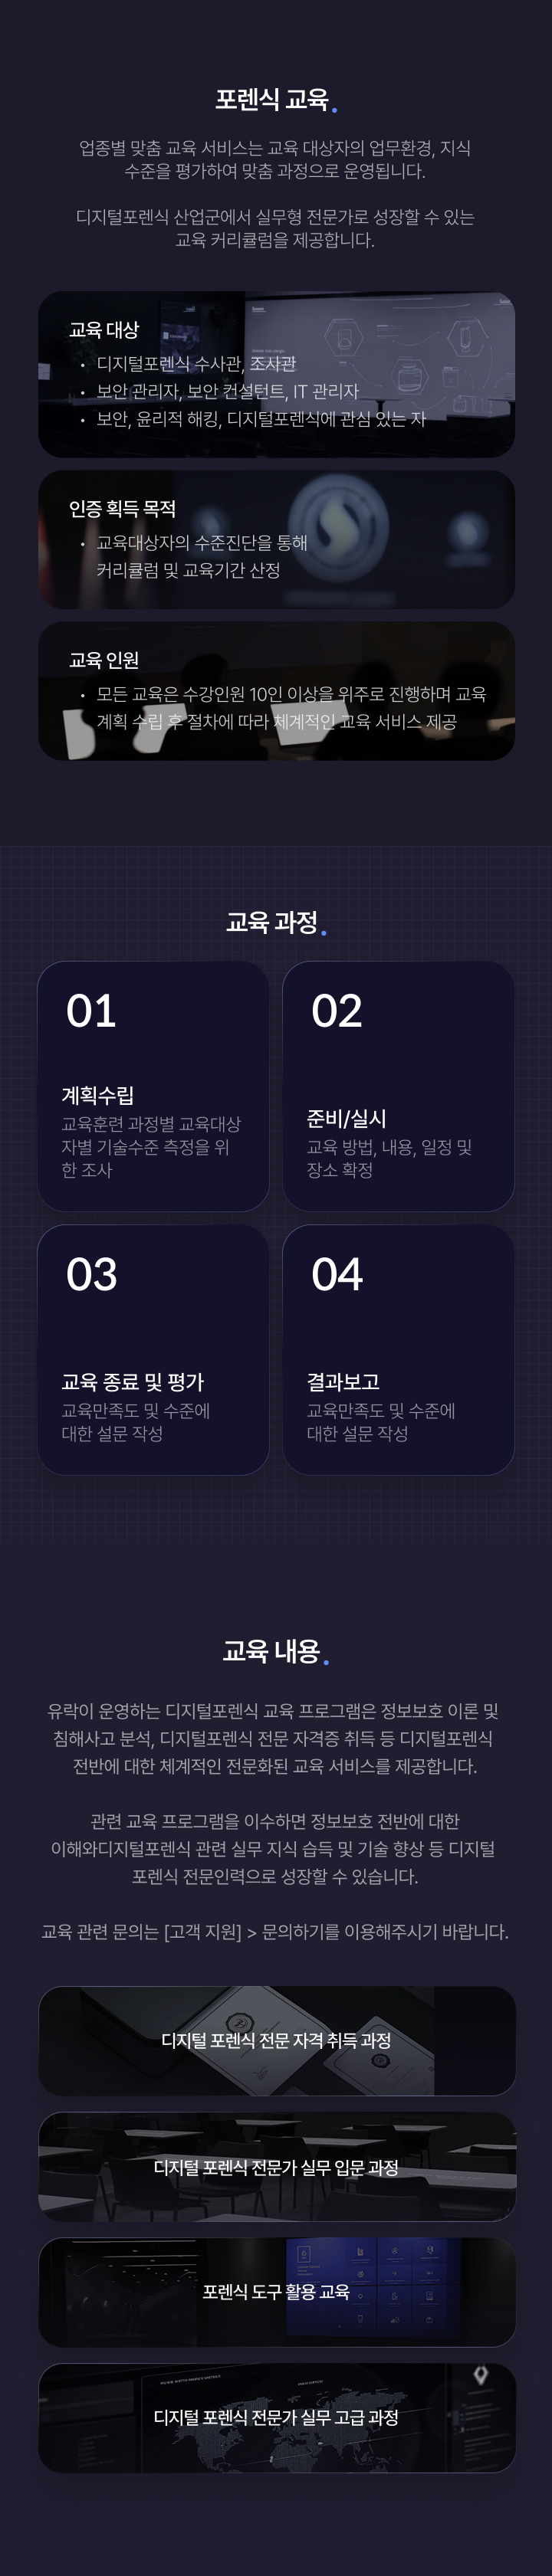 포렌식 교육.
업종별 맞춤 교육 서비스는 교육 대상자의 업무환경, 지식
수준을 평가하여 맞춤 과정으로 운영됩니다.
디지털포렌식 산업군에서 실무형 전문가로 성장할 수 있는
교육 커리큘럼을 제공합니다.
교육 대상
• 디지털포렌식 수사관, 조사관
• 보안 관리자, 보안 컨설턴트, IT 관리자
• 보안, 윤리적 해킹, 디지털포렌식에 관심 있는 자
인증 획득 목적
• 교육대상자의 수준진단을 통해
커리큘럼 및 교육기간 산정
교육 인원
• 모든 교육은 수강인원 10인 이상을 위주로 진행하며 교육
계획 수립 후 절차에 따라 체계적인 교육 서비스 제공
교육 과정.
01
계획수립
교육훈련 과정별 교육대상
자별 기술수준 측정을 위
한 조사
02
준비/실시
교육 방법, 내용, 일정 및
장소 확정
03
교육 종료 및 평가
교육만족도 및 수준에
대한 설문 작성
04
결과보고
교육만족도 및 수준에
대한 설문 작성
교육 내용.
유락이 운영하는 디지털포렌식 교육 프로그램은 정보보호 이론 및
침해사고 분석, 디지털포렌식 전문 자격증 취득 등 디지털포렌식
전반에 대한 체계적인 전문화된 교육 서비스를 제공합니다.
관련 교육 프로그램을 이수하면 정보보호 전반에 대한
이해와디지털포렌식 관련 실무 지식 습득 및 기술 향상 등 디지털
포렌식 전문인력으로 성장할 수 있습니다.
교육 관련 문의는 [고객 지원] > 문의하기를 이용해주시기 바랍니다.
디지털 포렌식 전문 자격 취득 과정
디지털 포렌식 전문가 실무 입문 과정
포렌식 도구 활용 교육
디지털 포렌식 전문가 실무 고급 과정